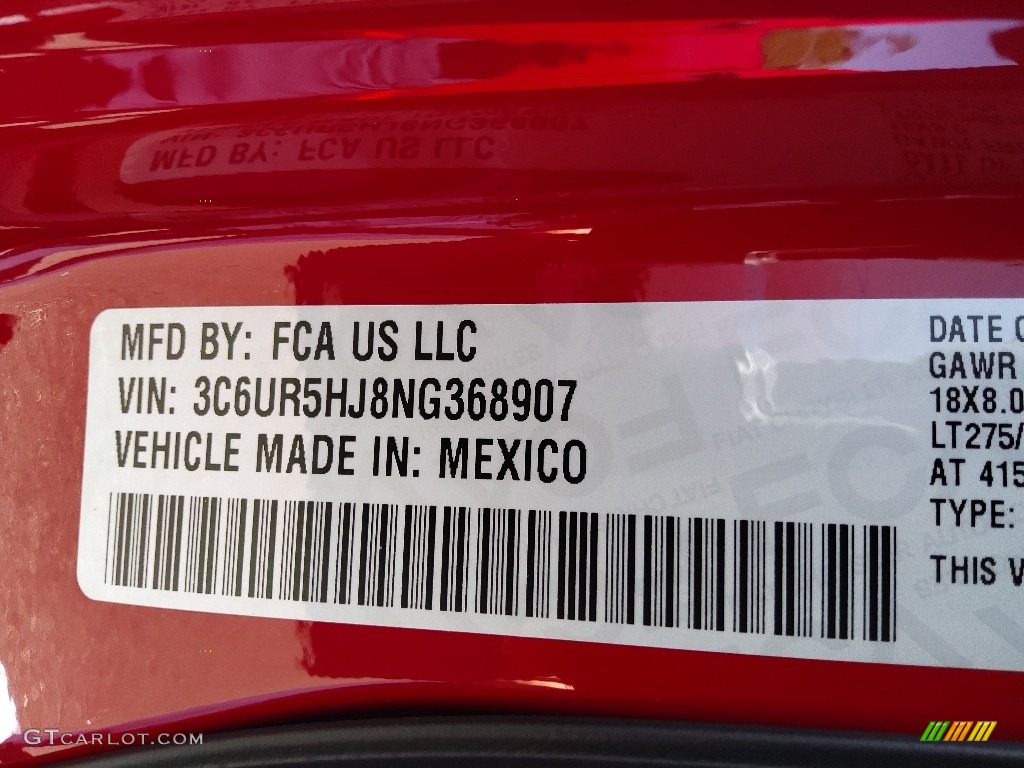 MFD BY: FCA US LLC
VIN: 3C6UR5HJ8NG368907
VEHICLE MADE IN: MEXICO
DATE
GAWR
18X8.0
LT275/
AT 415
TYPE:
THIS
GTCARLOT.COM